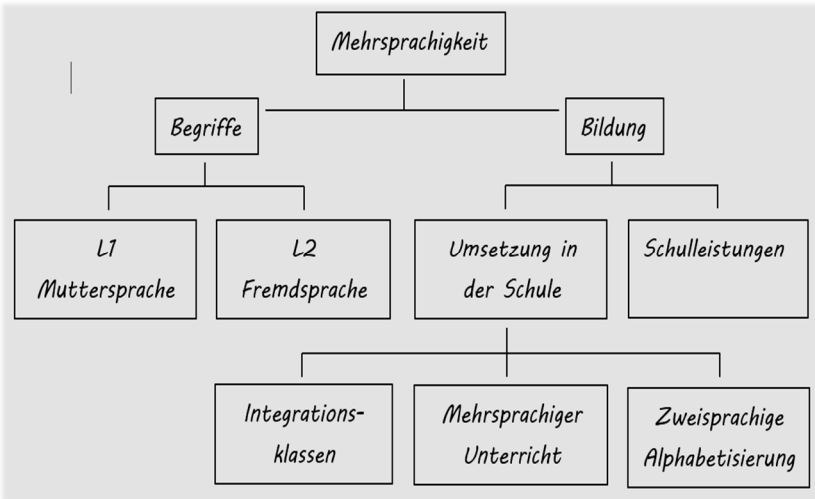 Mehrsprachigkeit
Begriffe
Bildung
L1
Muttersprache
L2
Fremdsprache
Umsetzung in
der Schule
Schulleistungen
Integrations-
klassen
Mehrsprachiger
Unterricht
Zweisprachige
Alphabetisierung